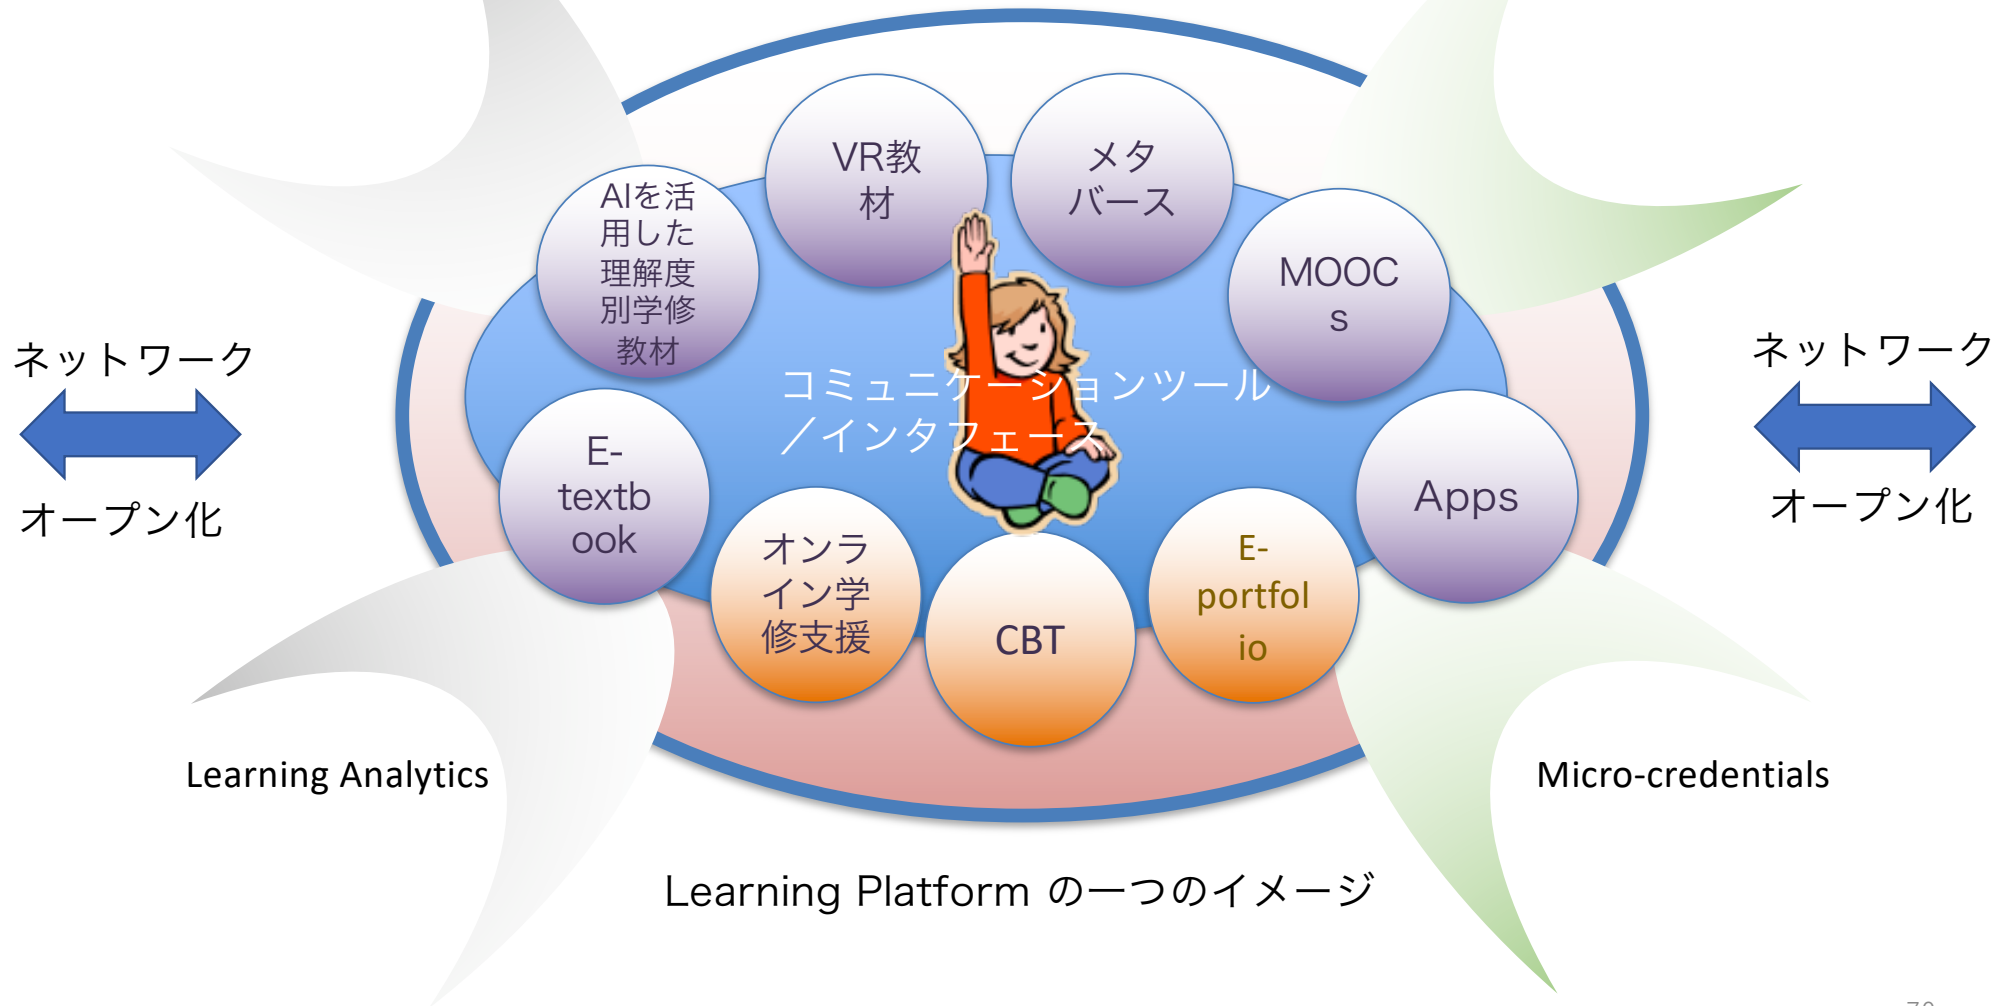 VR教
材
メタ
バース
AIを活
用した
理解度
別学修
教材
MOOC
s
ネットワーク
ネットワーク
コミュニケーションツール
／インタフェース
E-
textb
ook
Apps
オープン化
オープン化
オンラ
イン学
修支援
CBT
E-
portfol
io
Learning Analytics
Micro-credentials
Learning Platform の一つのイメージ